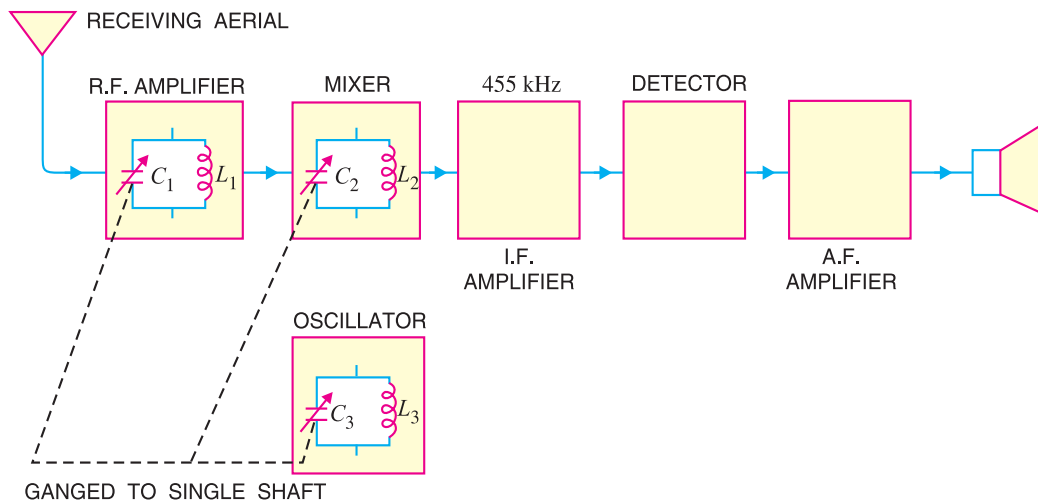 RECEIVING AERIAL
R.F. AMPLIFIER
MIXER
455 kHz
DETECTOR
C₁
L₁
C₂
L₂
I.F.
AMPLIFIER
A.F.
AMPLIFIER
OSCILLATOR
C₃
L₃
GANGED TO SINGLE SHAFT